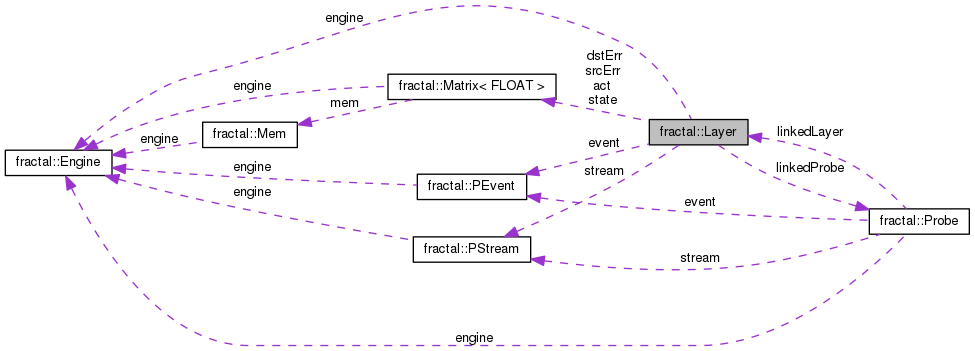 engine
dstErr
srcErr
act
state
engine
fractal::Matrix< FLOAT >
mem
fractal::Mem
fractal::Layer
linkedLayer
engine
event
fractal::Engine
engine
stream
linkedProbe
fractal::PEvent
engine
event
fractal::Probe
fractal::PStream
stream
engine